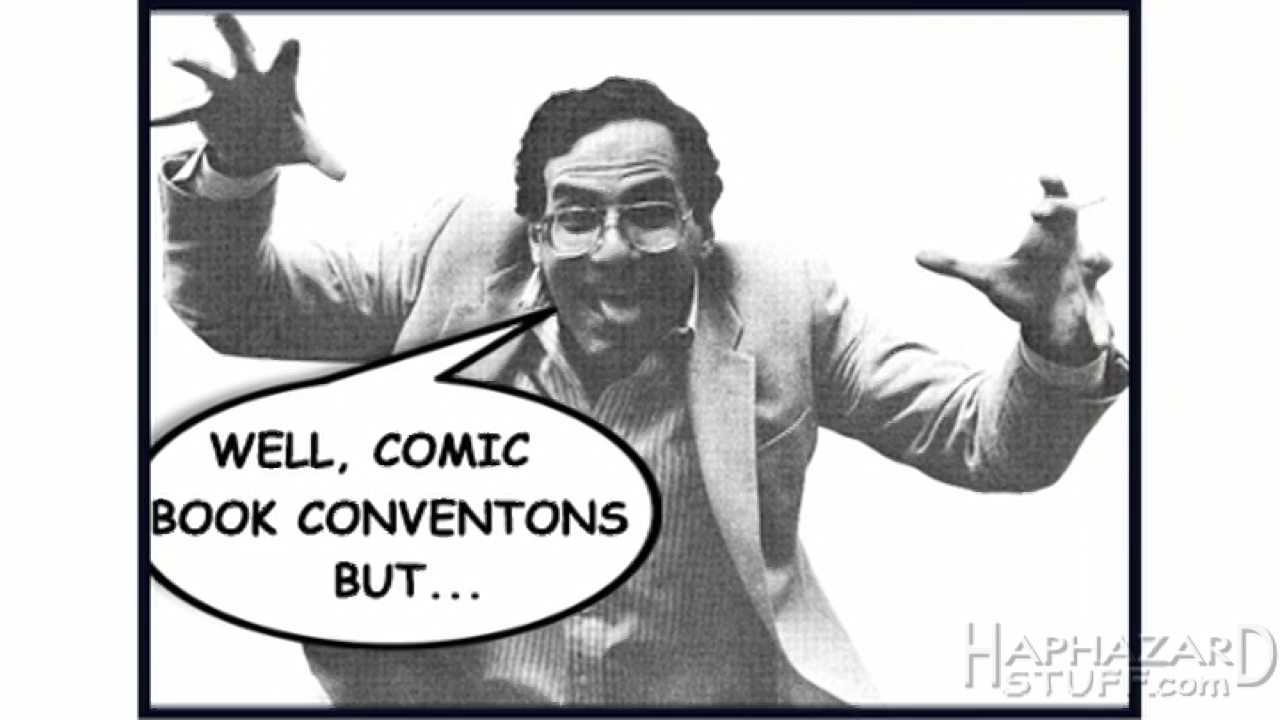 WELL, COMIC
BOOK CONVENTONS
BUT...
HAPHAZARD
STUFF.com